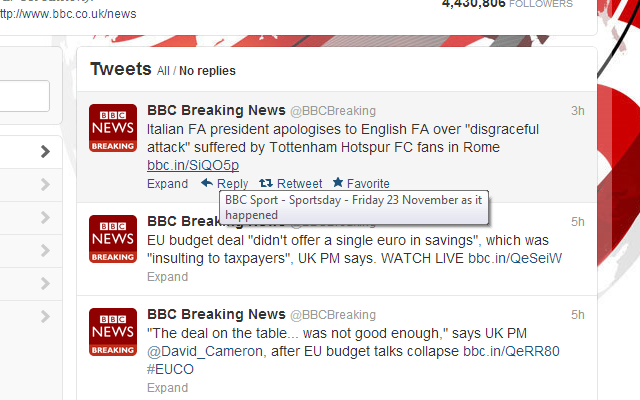 4,430,806 FOLLOWERS
http://www.bbc.co.uk/news
Tweets All / No replies
BBC Breaking News @BBCBreaking 3h
BBC
NEWS
BREAKING
Italian FA president apologises to English FA over "disgraceful
attack" suffered by Tottenham Hotspur FC fans in Rome
bbc.in/SiQO5p
Expand Reply Retweet Favorite
BBC Sport - Sportsday - Friday 23 November as it
happened
BBC Breaking News @BBCBreaking 5h
BBC
NEWS
BREAKING
EU budget deal "didn't offer a single euro in savings", which was
"insulting to taxpayers", UK PM says. WATCH LIVE bbc.in/QeSeiW
Expand
BBC Breaking News @BBCBreaking 5h
BBC
NEWS
BREAKING
"The deal on the table... was not good enough," says UK PM
@David_Cameron, after EU budget talks collapse bbc.in/QeRR80
#EUCO
Expand